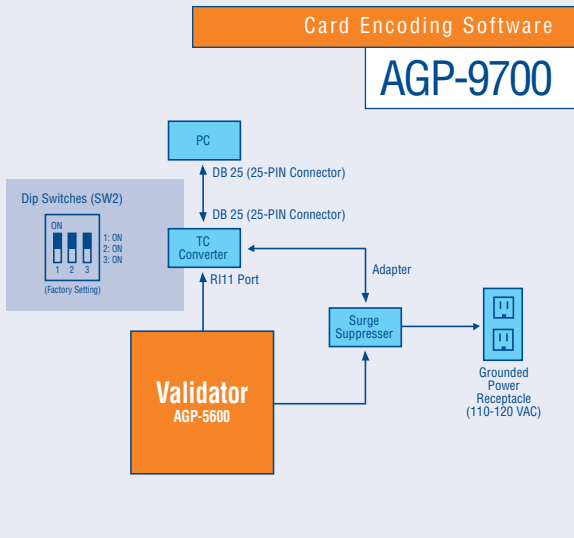 Card Encoding Software
AGP-9700
PC
DB 25 (25-PIN Connector)
Dip Switches (SW2)
DB 25 (25-PIN Connector)
ON
1: ON
2: ON
3: ON
1 2 3
(Factory Setting)
TC
Converter
RI11 Port
Adapter
Surge
Suppresser
Validator
AGP-5600
Grounded
Power
Receptacle
(110-120 VAC)